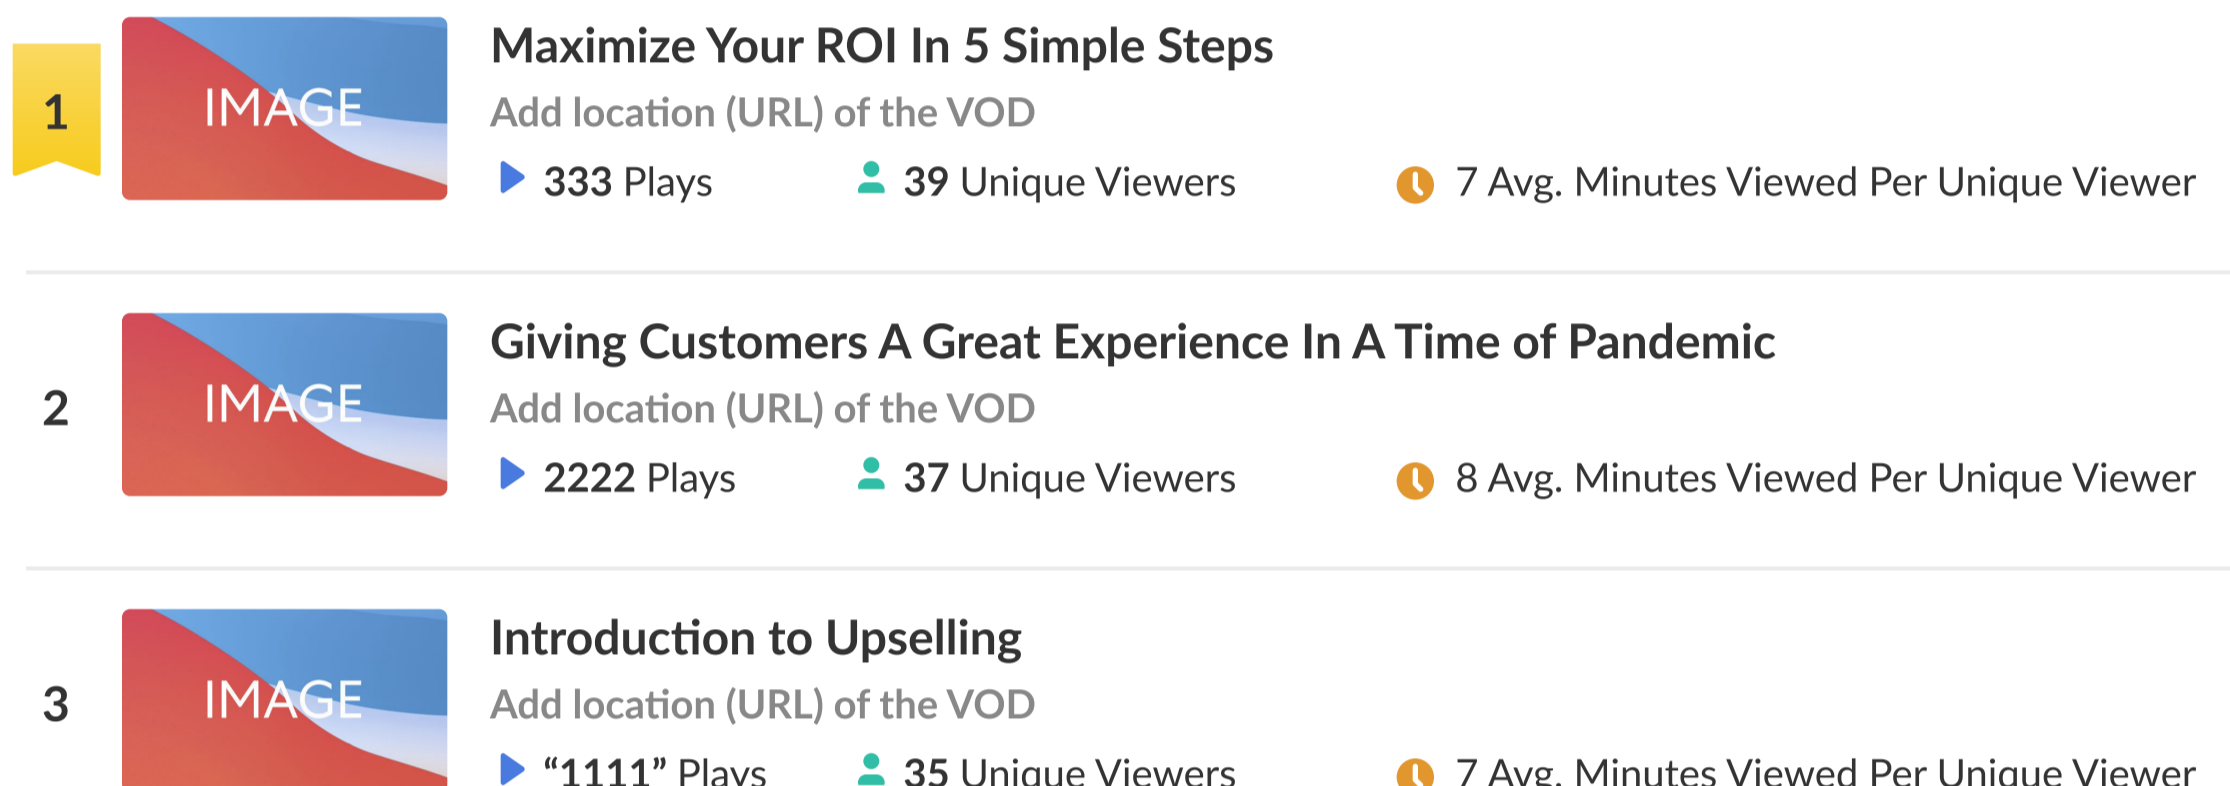 1
IMAGE
Maximize Your ROI In 5 Simple Steps
Add location (URL) of the VOD
333 Plays 39 Unique Viewers 7 Avg. Minutes Viewed Per Unique Viewer
2
IMAGE
Giving Customers A Great Experience In A Time of Pandemic
Add location (URL) of the VOD
2222 Plays 37 Unique Viewers 8 Avg. Minutes Viewed Per Unique Viewer
3
IMAGE
Introduction to Upselling
Add location (URL) of the VOD
“1111” Plays 35 Unique Viewers 7 Avg. Minutes Viewed Per Unique Viewer